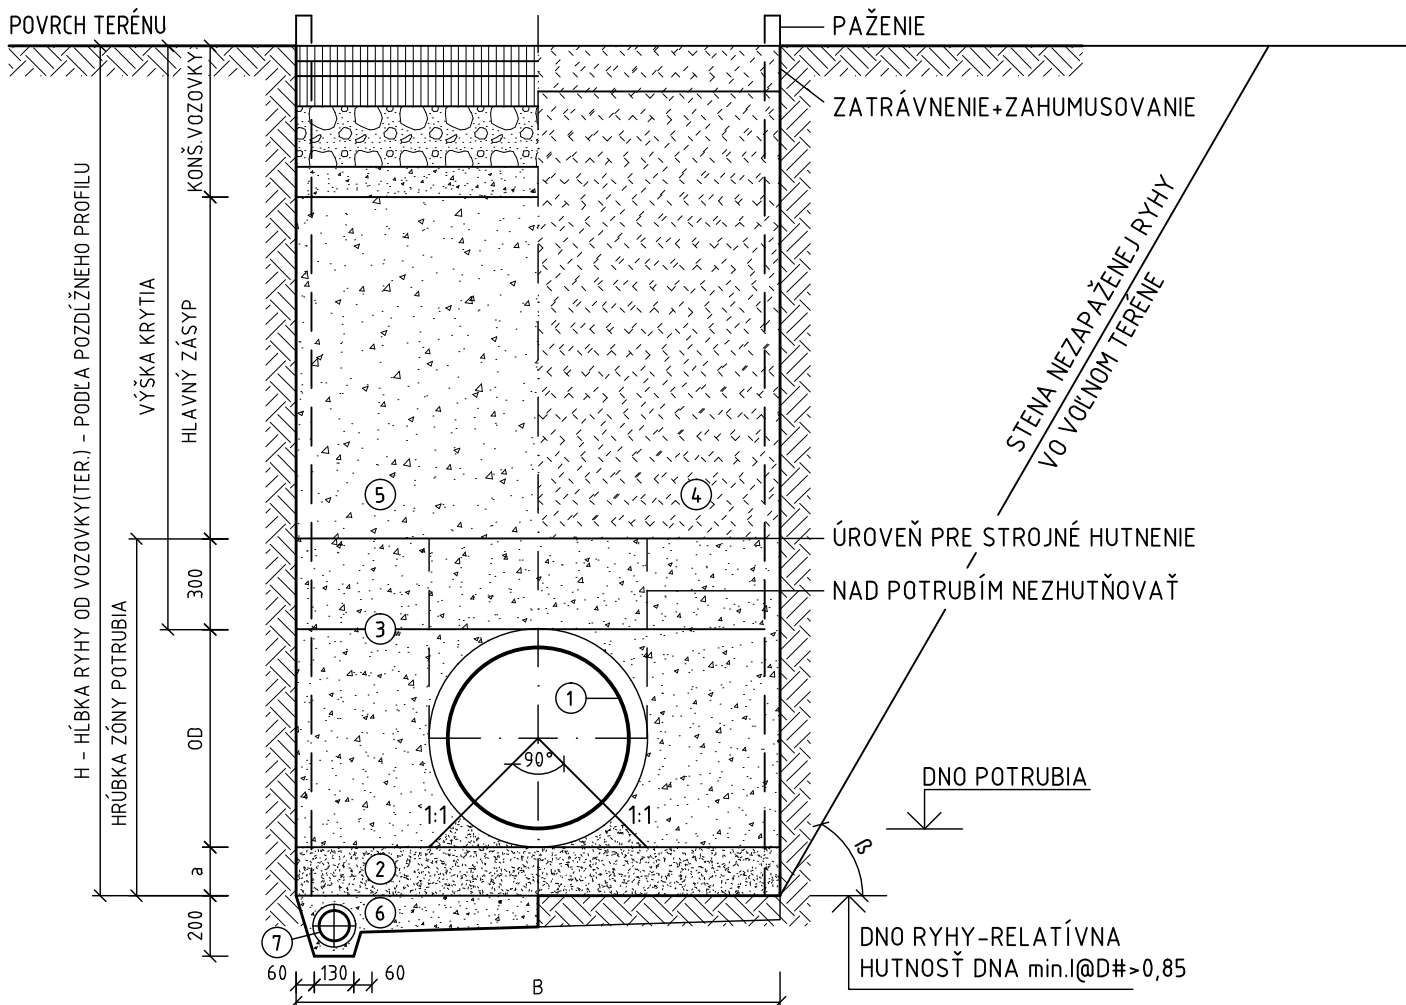 POVRCH TERÉNU
PAŽENIE
ZATRÁVNENIE+ZAHUMUSOVANIE
KONŠ.VOZOVKY
H - HĹBKA RYHY OD VOZOVKY(TER.) - PODĽA POZDĹŽNEHO PROFILU
VÝŠKA KRYTIA
HLAVNÝ ZÁSYP
STENA NEZAPAŽENEJ RYHY
VO VOĽNOM TERÉNE
5
4
ÚROVEŇ PRE STROJNÉ HUTNENIE
300
NAD POTRUBÍM NEZHUTŇOVAŤ
HRÚBKA ZÓNY POTRUBIA
3
1
OD
90°
1:1
1:1
DNO POTRUBIA
ß
a
2
6
200
7
DNO RYHY-RELATÍVNA
HUTNOSŤ DNA min.I@D#>0,85
60
130
60
B